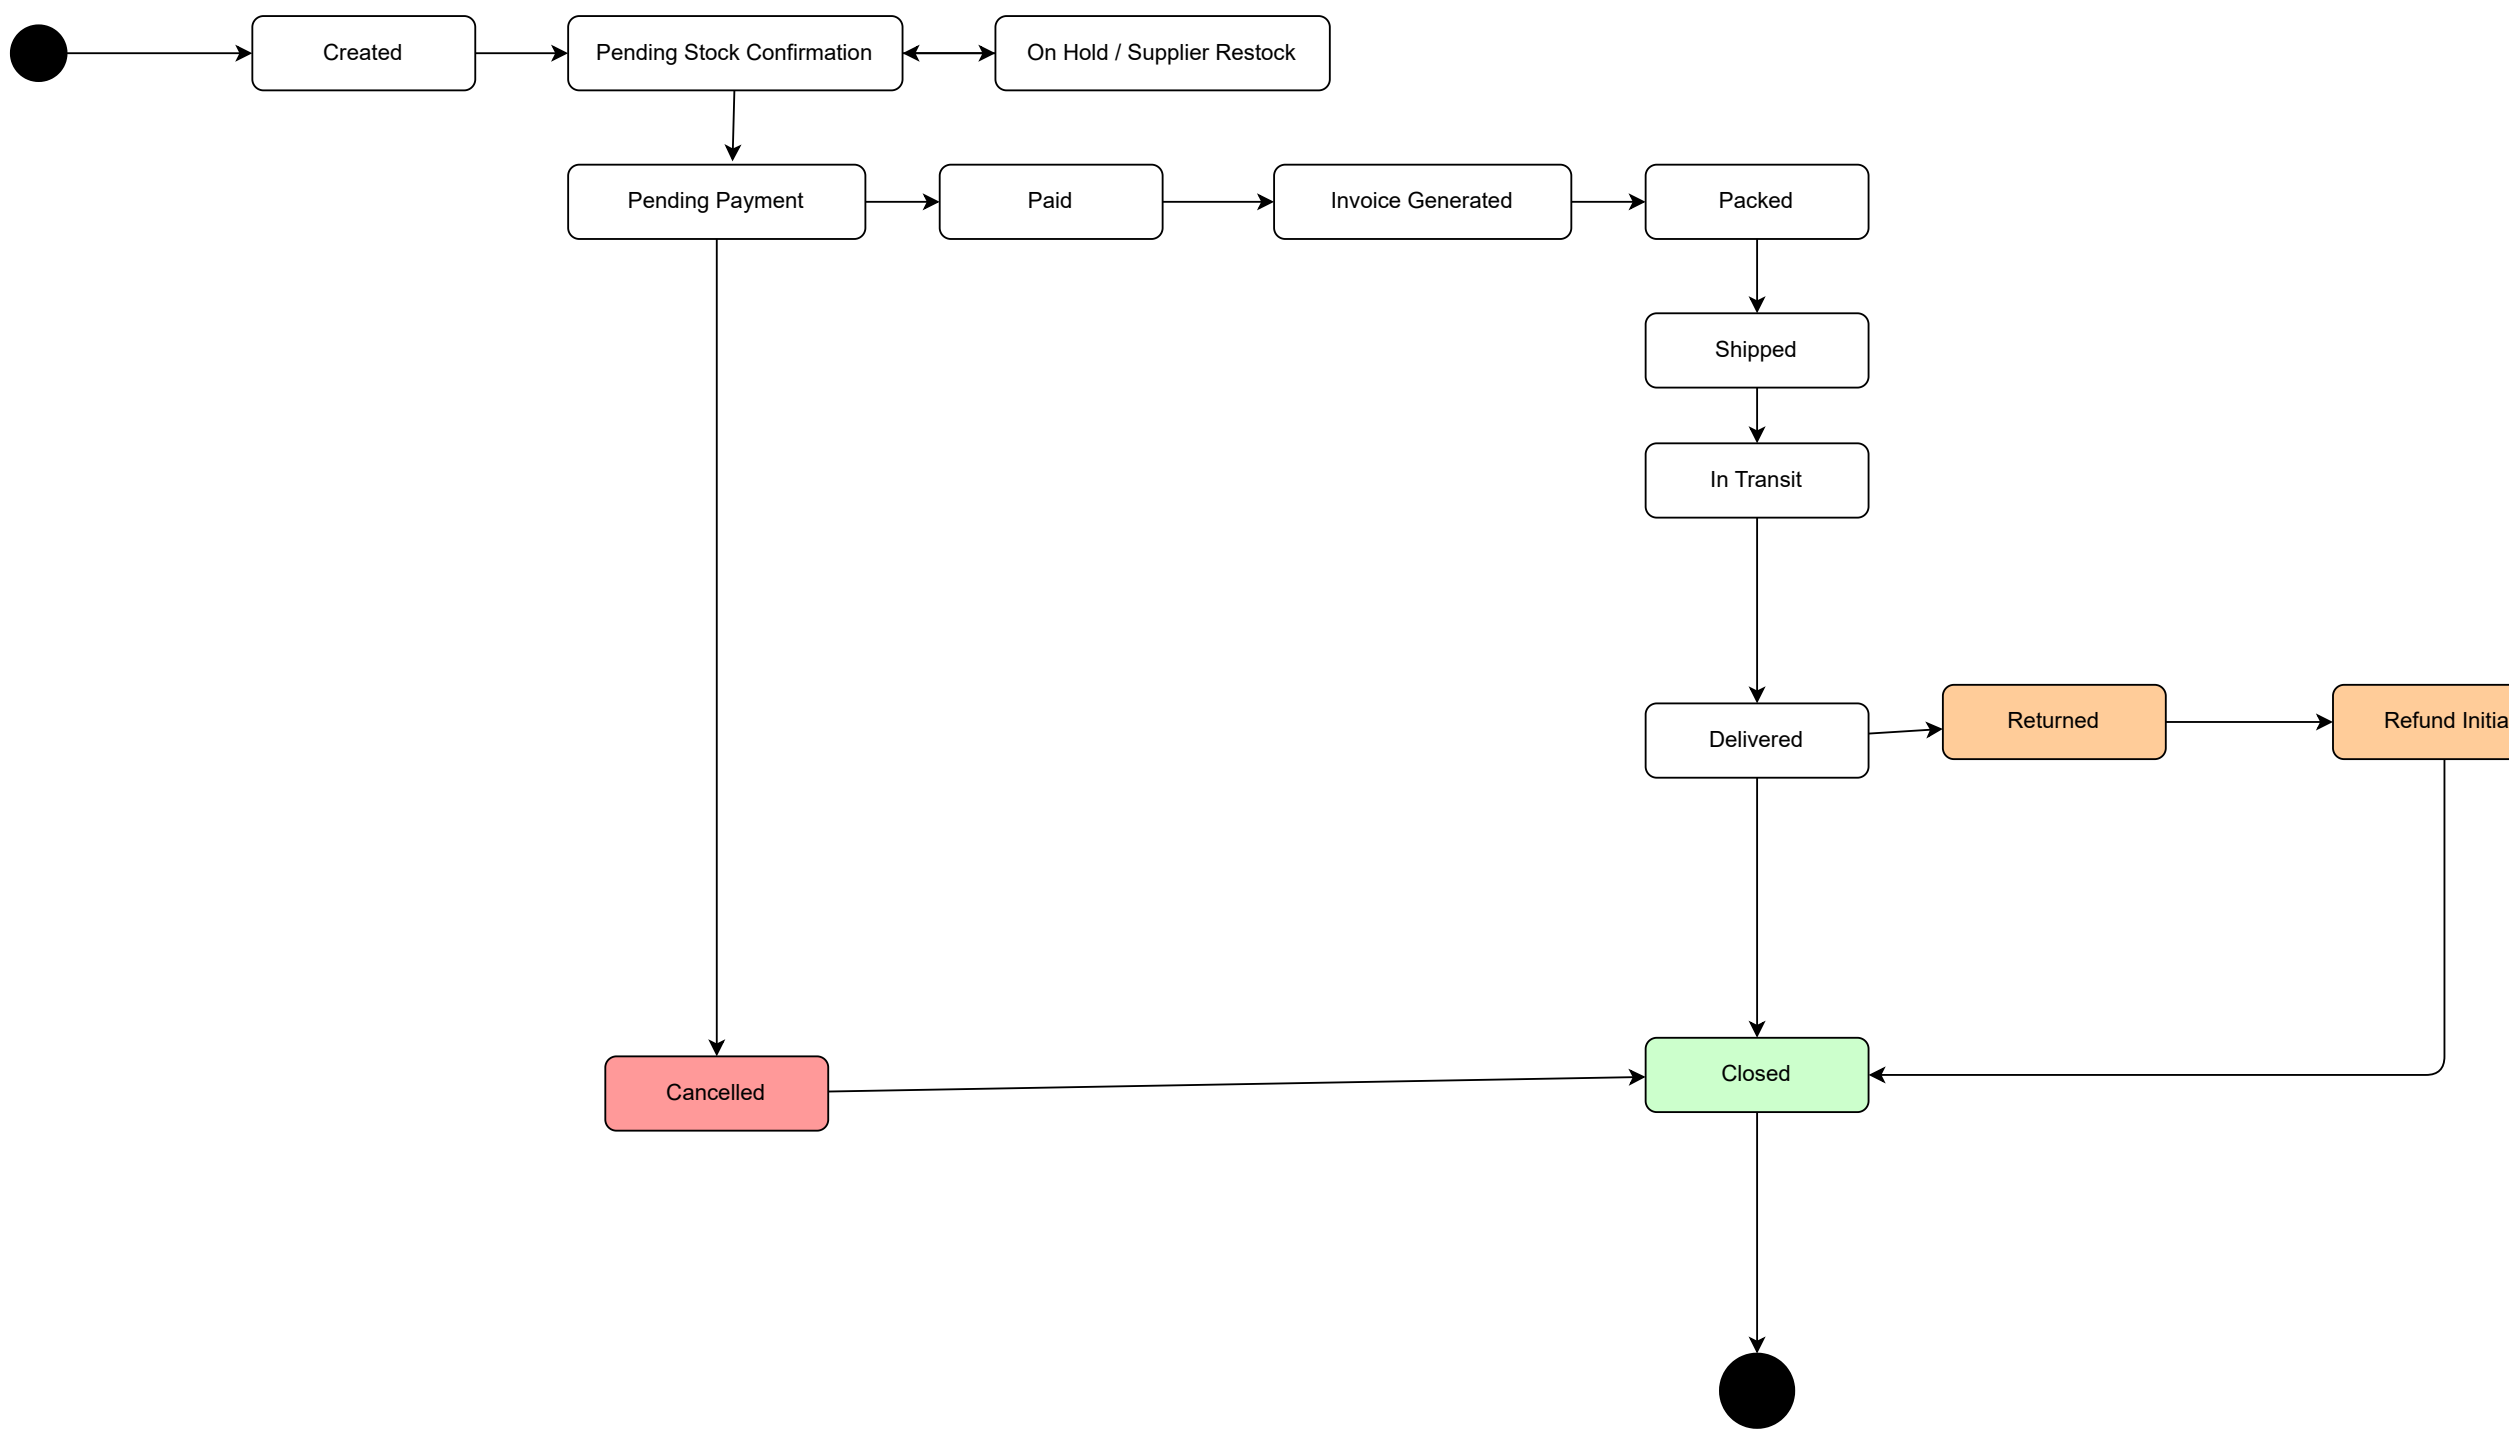 Created
Pending Stock Confirmation
On Hold / Supplier Restock
Pending Payment
Paid
Invoice Generated
Packed
Shipped
In Transit
Delivered
Returned
Refund Initia
Closed
Cancelled